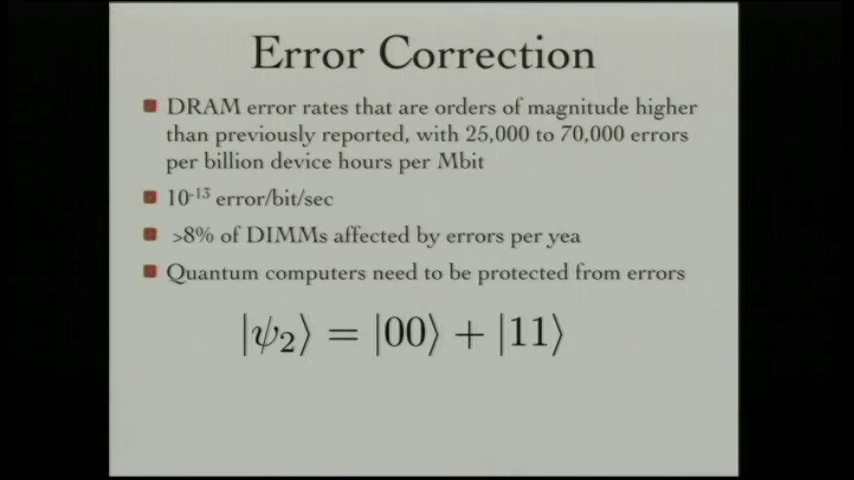 Error Correction
DRAM error rates that are orders of magnitude higher
than previously reported, with 25,000 to 70,000 errors
per billion device hours per Mbit
10⁻¹³ error/bit/sec
>8% of DIMMs affected by errors per yea
Quantum computers need to be protected from errors
|ψ₂⟩ = |00⟩ + |11⟩